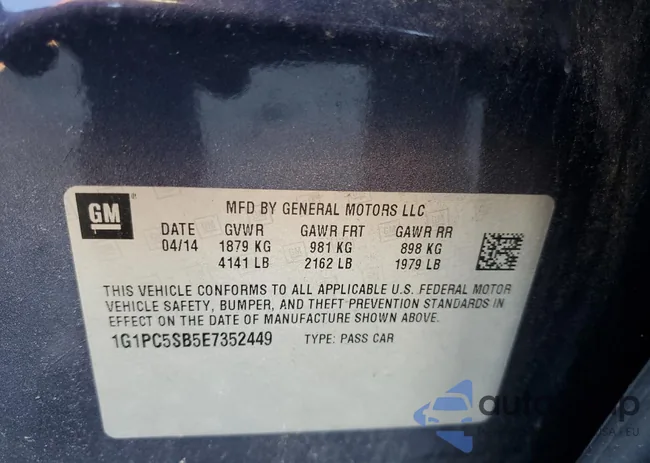 GM
MFD BY GENERAL MOTORS LLC
DATE GVWR GAWR FRT GAWR RR
04/14 1879 KG 981 KG 898 KG
4141 LB 2162 LB 1979 LB
THIS VEHICLE CONFORMS TO ALL APPLICABLE U.S. FEDERAL MOTOR
VEHICLE SAFETY, BUMPER, AND THEFT PREVENTION STANDARDS IN
EFFECT ON THE DATE OF MANUFACTURE SHOWN ABOVE.
1G1PC5SB5E7352449 TYPE: PASS CAR